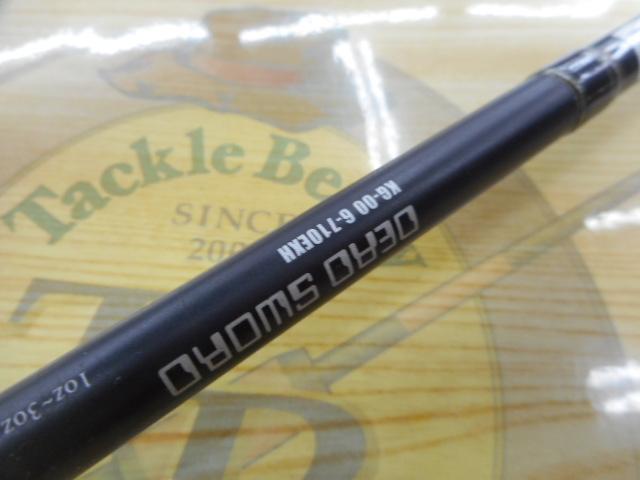 Tackle Be
SINCE
200
KG-00 6-710EXH
DEAD SWORD
1oz~3oz